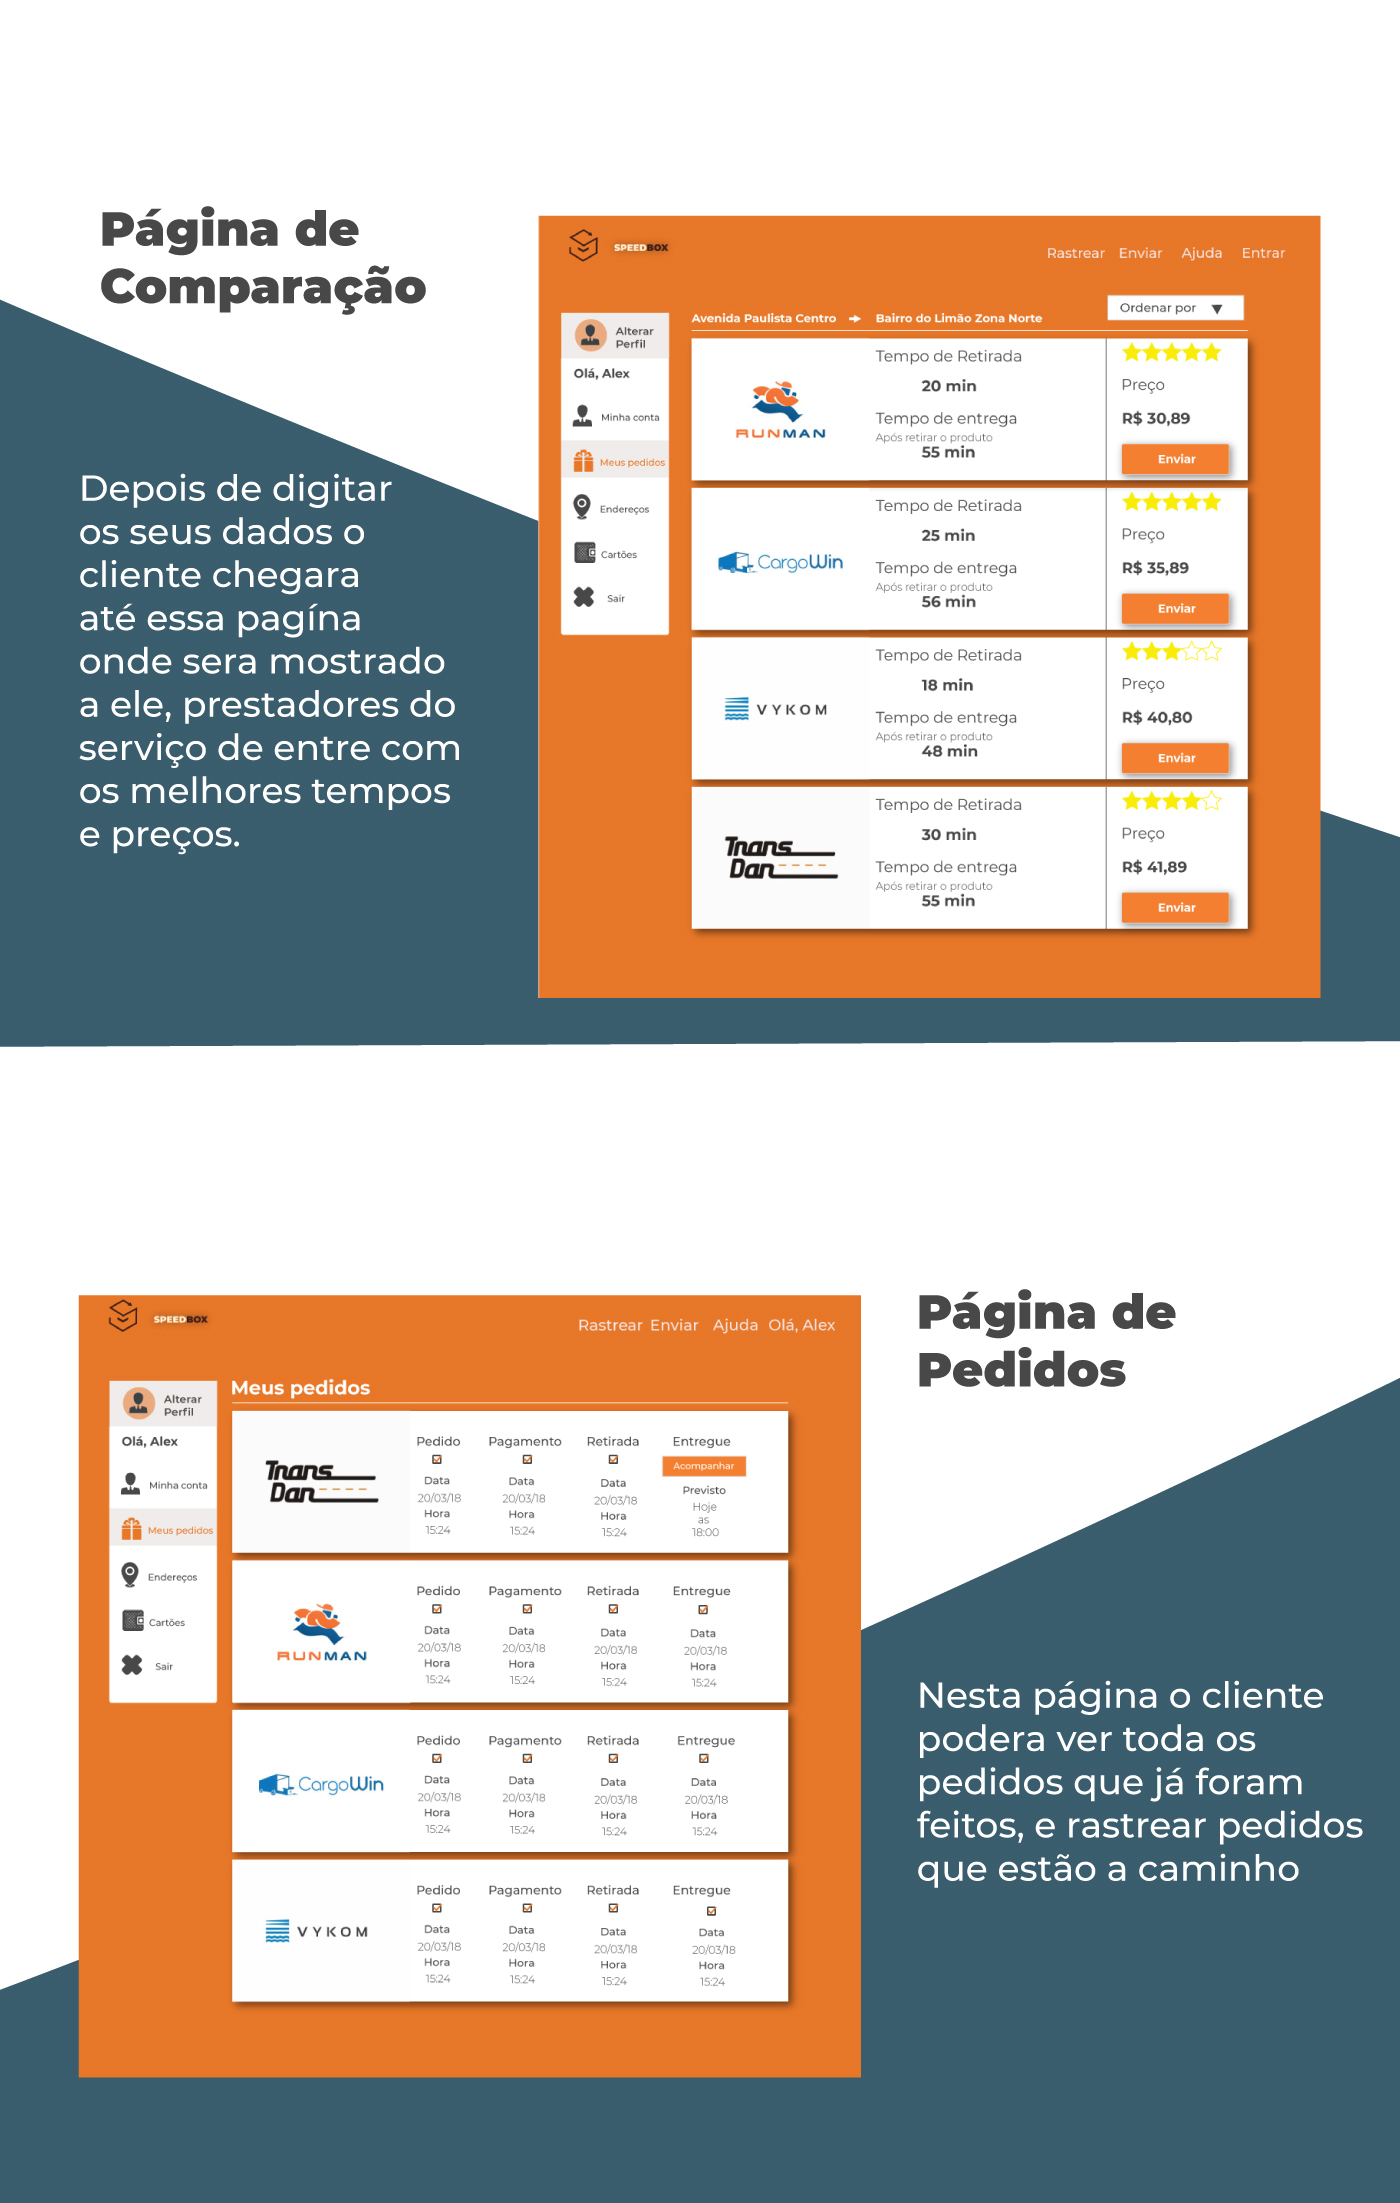 Página de
Comparação
Depois de digitar
os seus dados o
cliente chegara
até essa pagína
onde sera mostrado
a ele, prestadores do
serviço de entre com
os melhores tempos
e preços.
SPEEDBOX
Rastrear Enviar Ajuda Entrar
Ordenar por
Avenida Paulista Centro Bairro do Limão Zona Norte
Alterar
Perfil
Olá, Alex
Minha conta
Meus pedidos
Endereços
Cartões
Sair
RUNMAN
Tempo de Retirada
20 min
Tempo de entrega
Após retirar o produto
55 min
Preço
R$ 30,89
Enviar
CargoWin
Tempo de Retirada
25 min
Tempo de entrega
Após retirar o produto
56 min
Preço
R$ 35,89
Enviar
VYKOM
Tempo de Retirada
18 min
Tempo de entrega
Após retirar o produto
48 min
Preço
R$ 40,80
Enviar
Trans
Dan
Tempo de Retirada
30 min
Tempo de entrega
Após retirar o produto
55 min
Preço
R$ 41,89
Enviar
SPEEDBOX
Rastrear Enviar Ajuda Olá, Alex
Alterar
Perfil
Olá, Alex
Minha conta
Meus pedidos
Endereços
Cartões
Sair
Meus pedidos
Trans
Dan
Pedido Pagamento Retirada Entregue
Acompanhar
Data Data Data Previsto
20/03/18 20/03/18 20/03/18 Hoje
Hora Hora Hora as
15:24 15:24 15:24 18:00
RUNMAN
Pedido Pagamento Retirada Entregue
Data Data Data Data
20/03/18 20/03/18 20/03/18 20/03/18
Hora Hora Hora Hora
15:24 15:24 15:24 15:24
CargoWin
Pedido Pagamento Retirada Entregue
Data Data Data Data
20/03/18 20/03/18 20/03/18 20/03/18
Hora Hora Hora Hora
15:24 15:24 15:24 15:24
VYKOM
Pedido Pagamento Retirada Entregue
Data Data Data Data
20/03/18 20/03/18 20/03/18 20/03/18
Hora Hora Hora Hora
15:24 15:24 15:24 15:24
Página de
Pedidos
Nesta página o cliente
podera ver toda os
pedidos que já foram
feitos, e rastrear pedidos
que estão a caminho